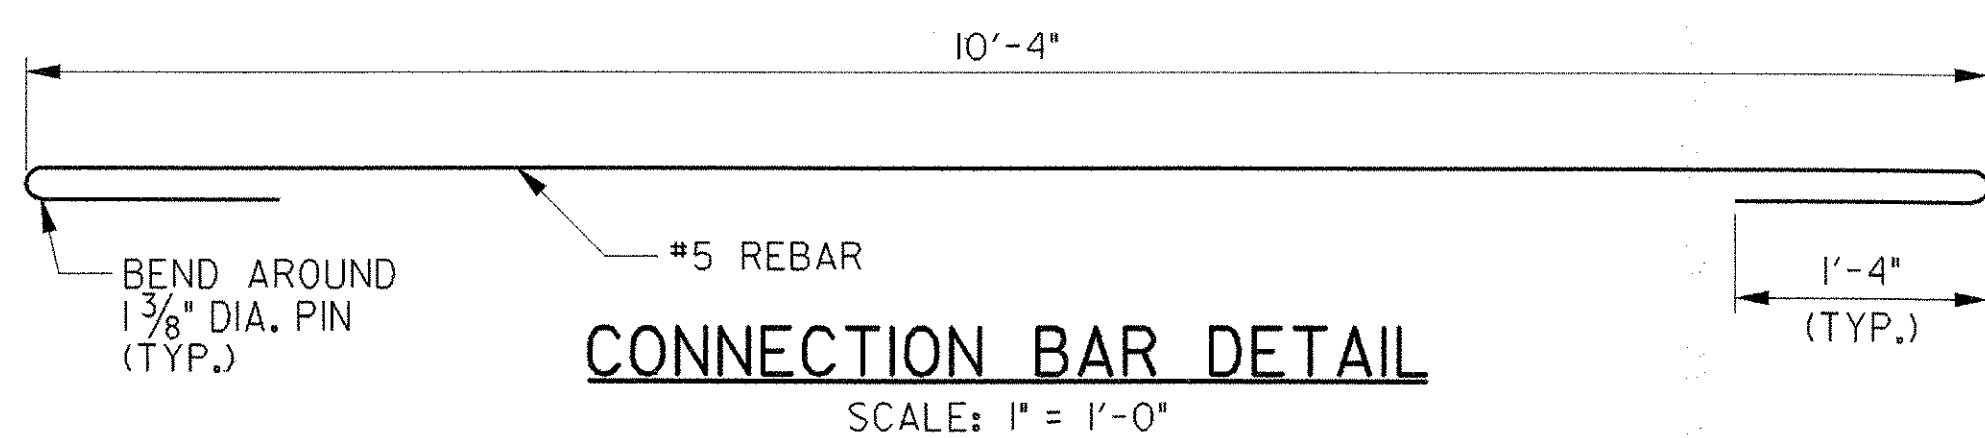 10'-4"
#5 REBAR
BEND AROUND
1 3/8" DIA. PIN
(TYP.)
1'-4"
(TYP.)
CONNECTION BAR DETAIL
SCALE: 1" = 1'-0"